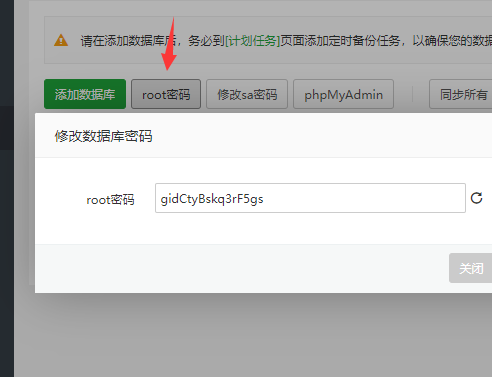 请在添加数据库后，务必到[计划任务]页面添加定时备份任务，以确保您的数据
添加数据库 root密码 修改sa密码 phpMyAdmin 同步所有
修改数据库密码
root密码 gidCtyBskq3rF5gs
关闭